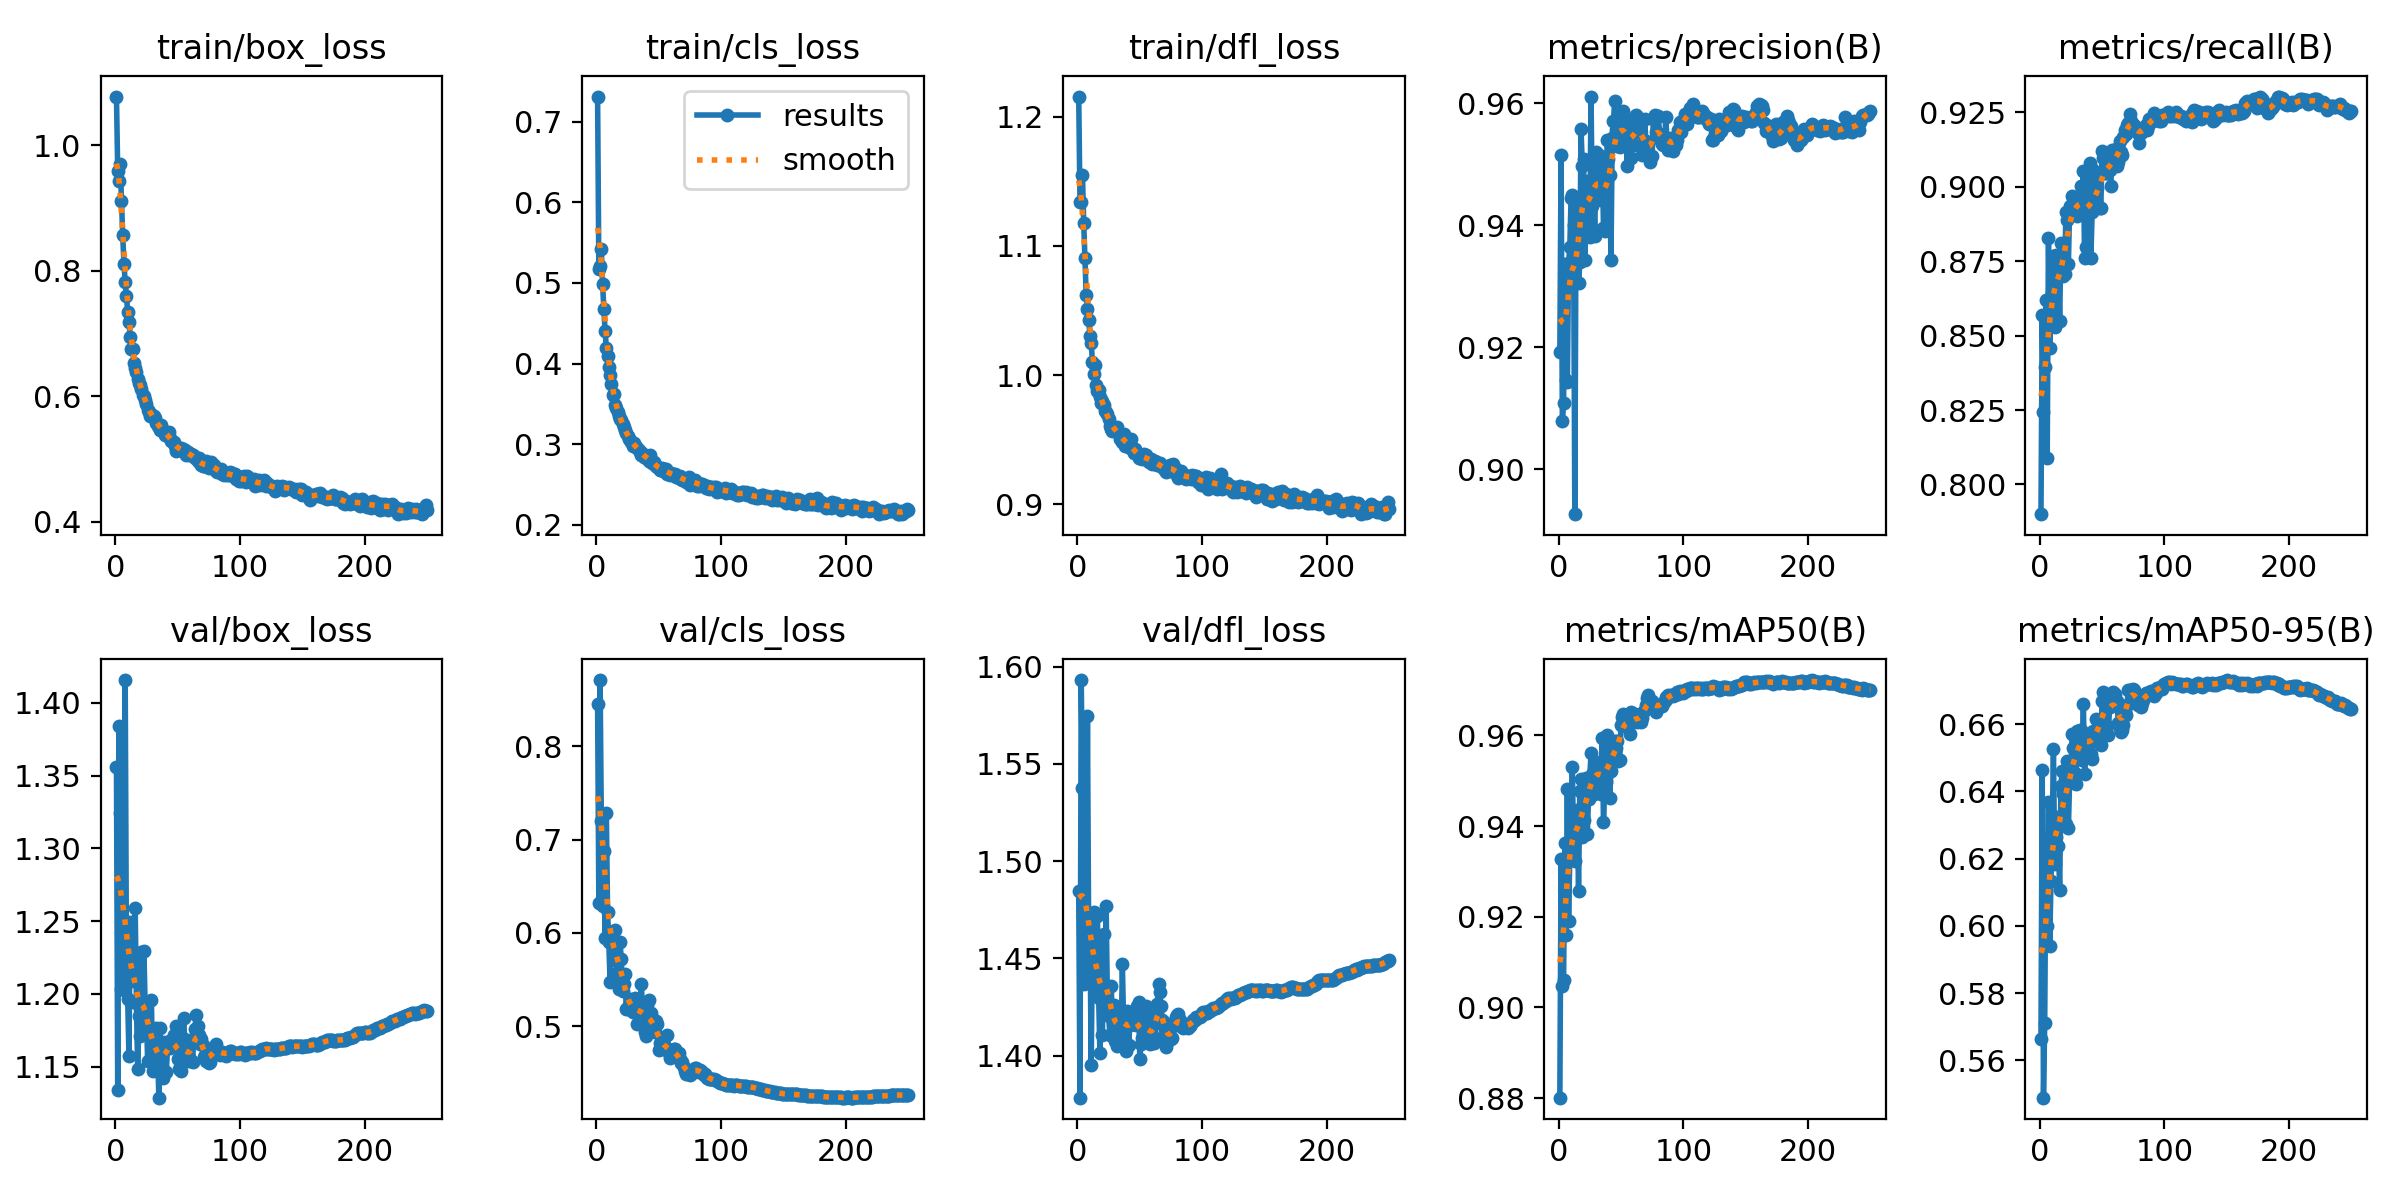 train/box_loss
1.0
0.8
0.6
0.4
0 100 200
train/cls_loss
results
smooth
0.7
0.6
0.5
0.4
0.3
0.2
0 100 200
train/dfl_loss
1.2
1.1
1.0
0.9
0 100 200
metrics/precision(B)
0.96
0.94
0.92
0.90
0 100 200
metrics/recall(B)
0.925
0.900
0.875
0.850
0.825
0.800
0 100 200
val/box_loss
1.40
1.35
1.30
1.25
1.20
1.15
0 100 200
val/cls_loss
0.8
0.7
0.6
0.5
0 100 200
val/dfl_loss
1.60
1.55
1.50
1.45
1.40
0 100 200
metrics/mAP50(B)
0.96
0.94
0.92
0.90
0.88
0 100 200
metrics/mAP50-95(B)
0.66
0.64
0.62
0.60
0.58
0.56
0 100 200